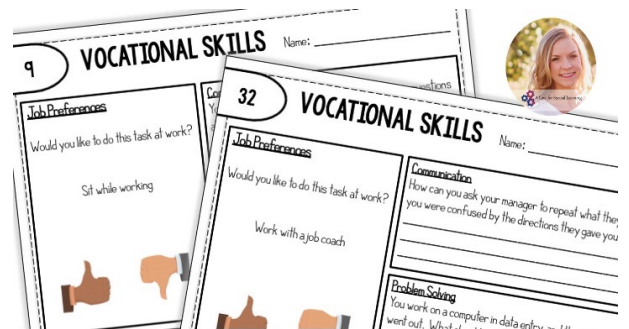 9
VOCATIONAL SKILLS
Name:
Job Preferences
Would you like to do this task at work?
Sit while working
32
VOCATIONAL SKILLS
Name:
Job Preferences
Would you like to do this task at work?
Work with a job coach
Communication
How can you ask your manager to repeat what they
you were confused by the directions they gave you
Problem Solving
You work on a computer in data entry and
went out. What